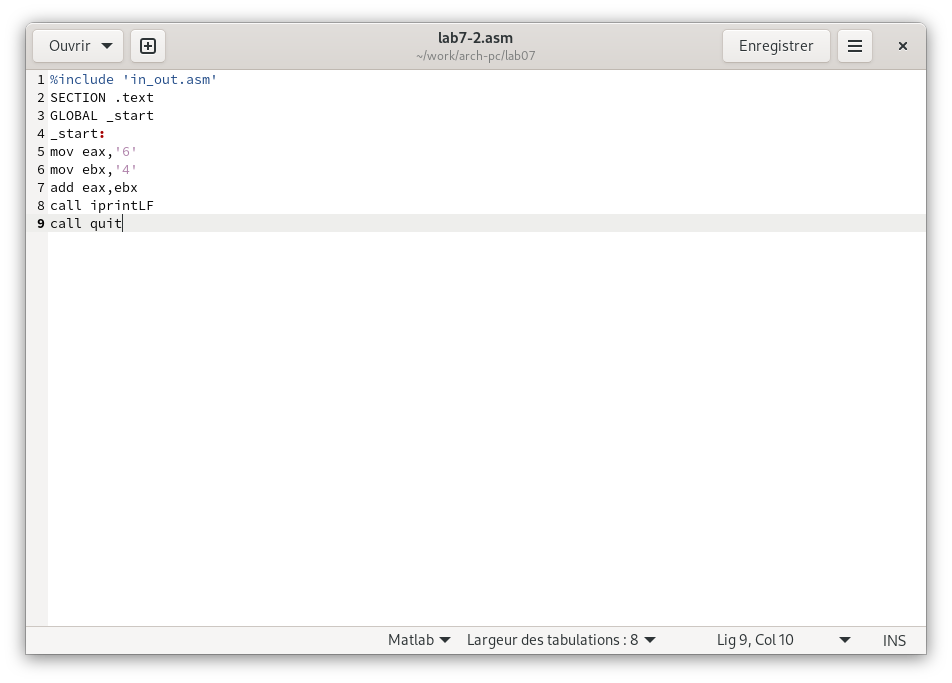 Ouvrir
lab7-2.asm
~/work/arch-pc/lab07
Enregistrer
1 %include 'in_out.asm'
2 SECTION .text
3 GLOBAL _start
4 _start:
5 mov eax,'6'
6 mov ebx,'4'
7 add eax,ebx
8 call iprintLF
9 call quit
Matlab Largeur des tabulations : 8 Lig 9, Col 10 INS